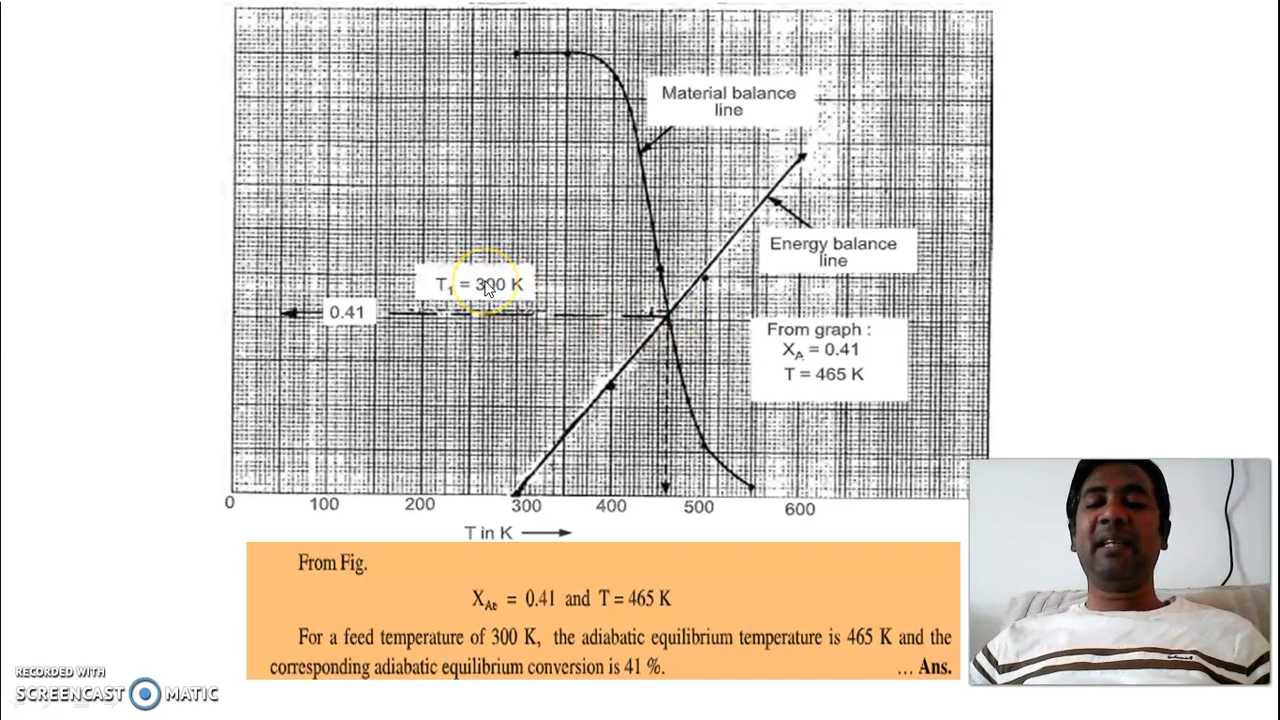 Material balance
line
Energy balance
line
T₁ = 300 K
0.41
From graph :
X_A = 0.41
T = 465 K
0 100 200 300 400 500 600
T in K
From Fig.
X_Ae = 0.41 and T = 465 K
For a feed temperature of 300 K, the adiabatic equilibrium temperature is 465 K and the
corresponding adiabatic equilibrium conversion is 41 %. ... Ans.
RECORDED WITH
SCREENCAST MATIC